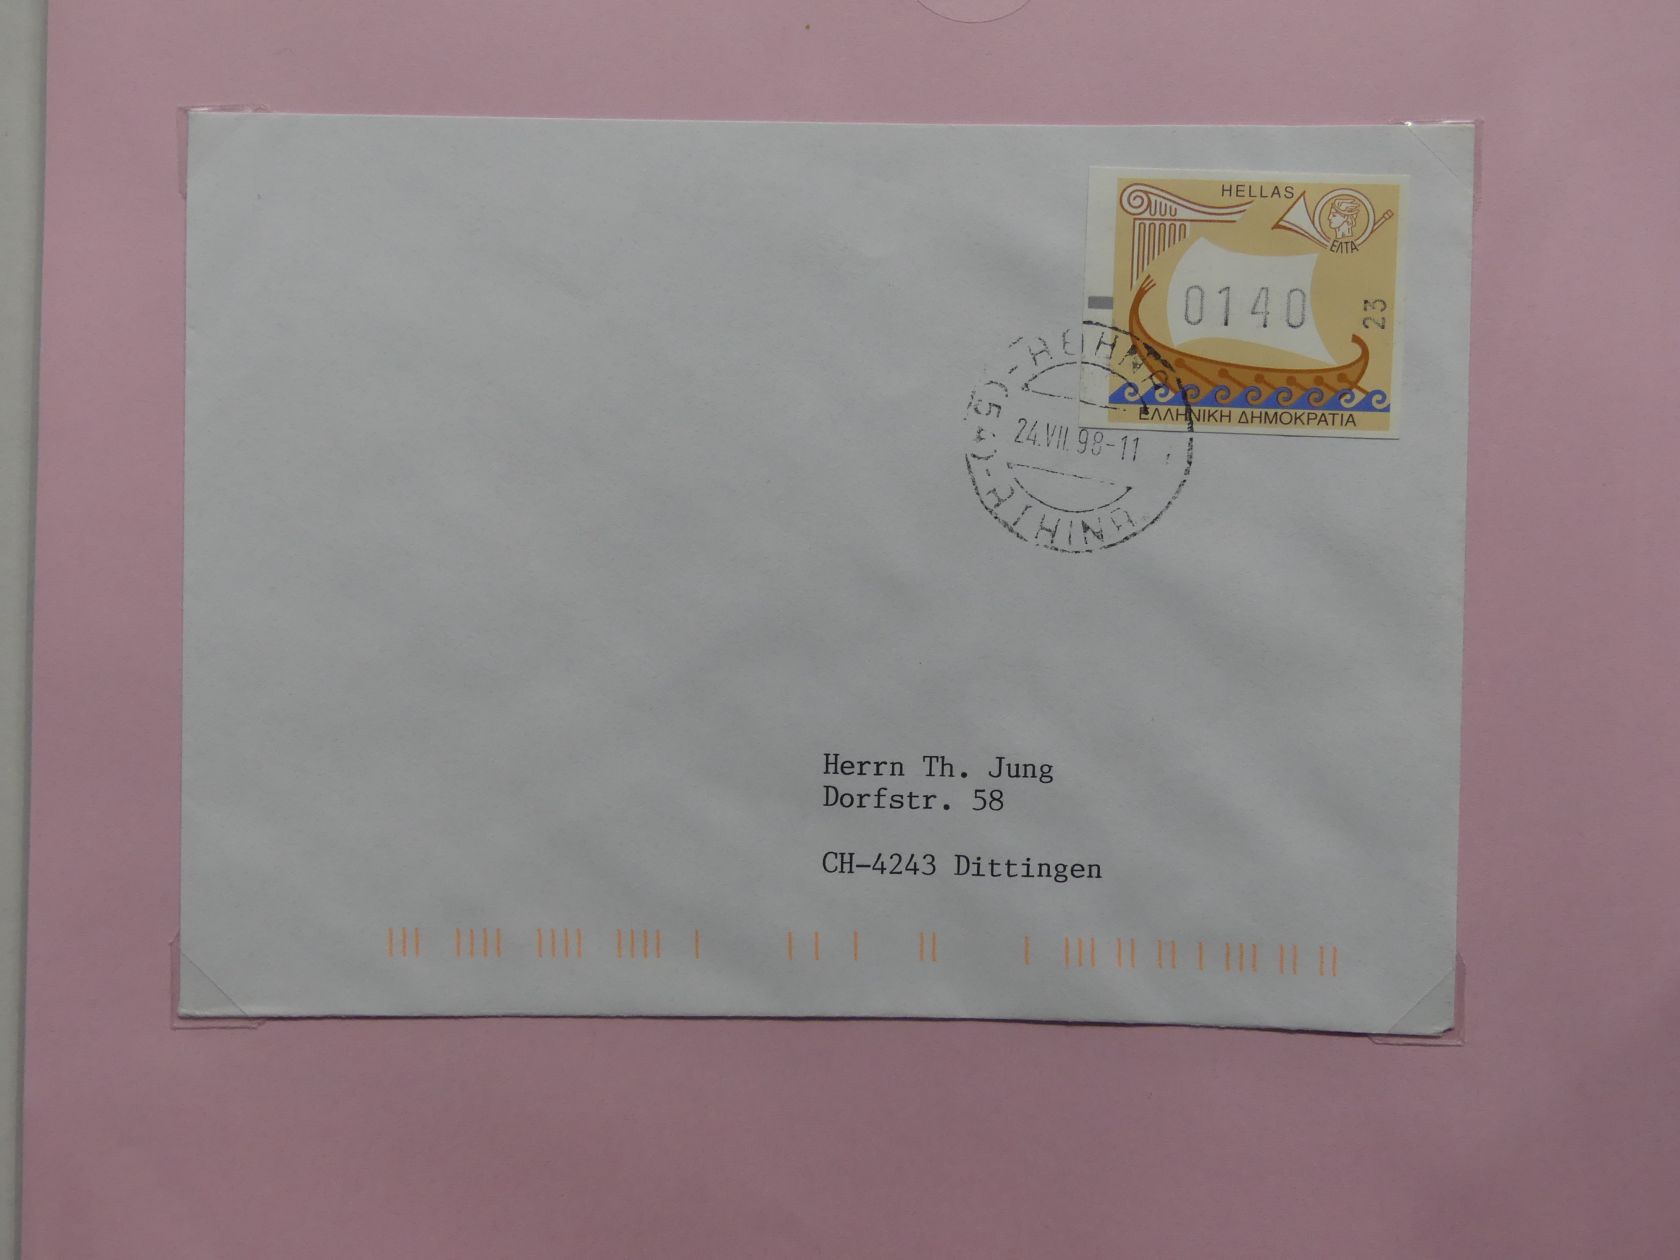 HELLAS
ΕΛΤΑ
0140
23
ΕΛΛΗΝΙΚΗ ΔΗΜΟΚΡΑΤΙΑ
24.VII.98-11
Herrn Th. Jung
Dorfstr. 58
CH-4243 Dittingen